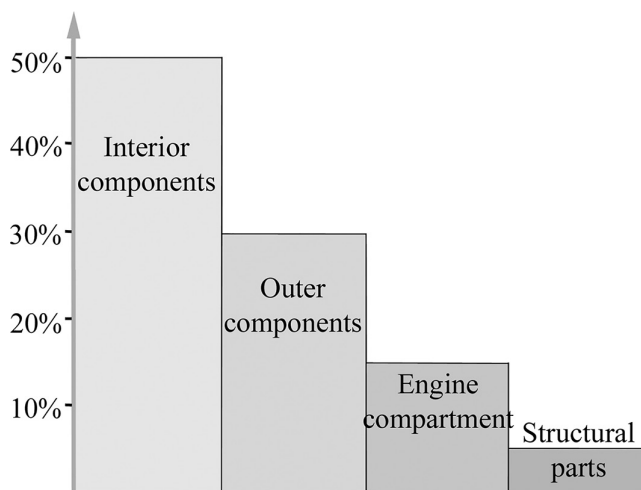 50%
40%
30%
20%
10%
Interior
components
Outer
components
Engine
compartment
Structural
parts